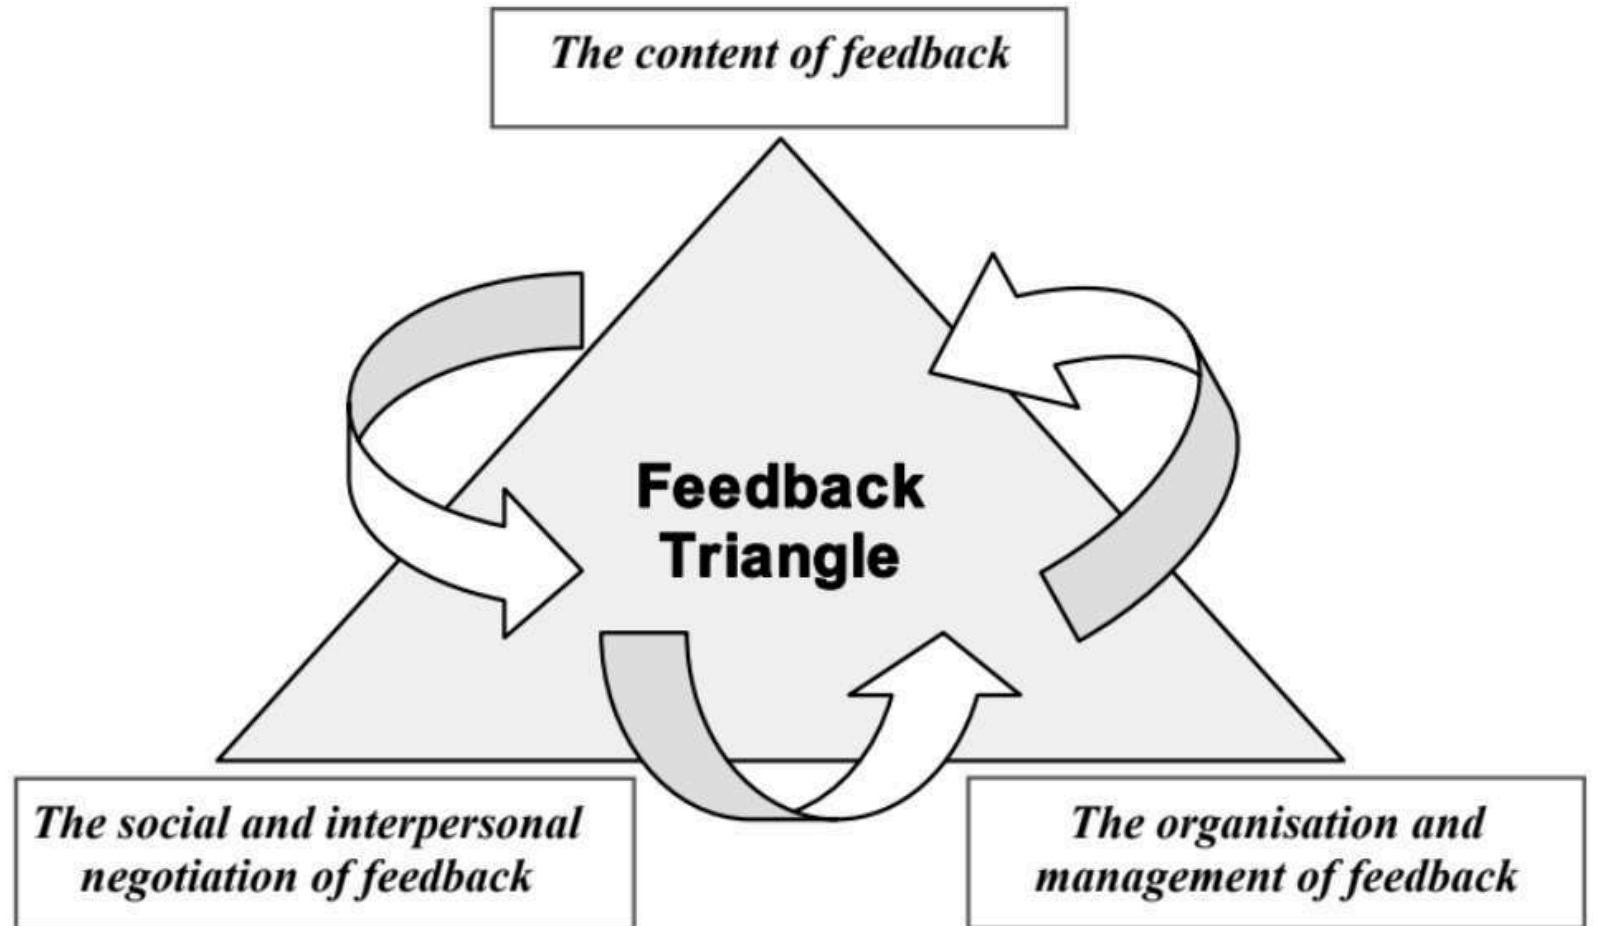 The content of feedback
Feedback
Triangle
The social and interpersonal
negotiation of feedback
The organisation and
management of feedback